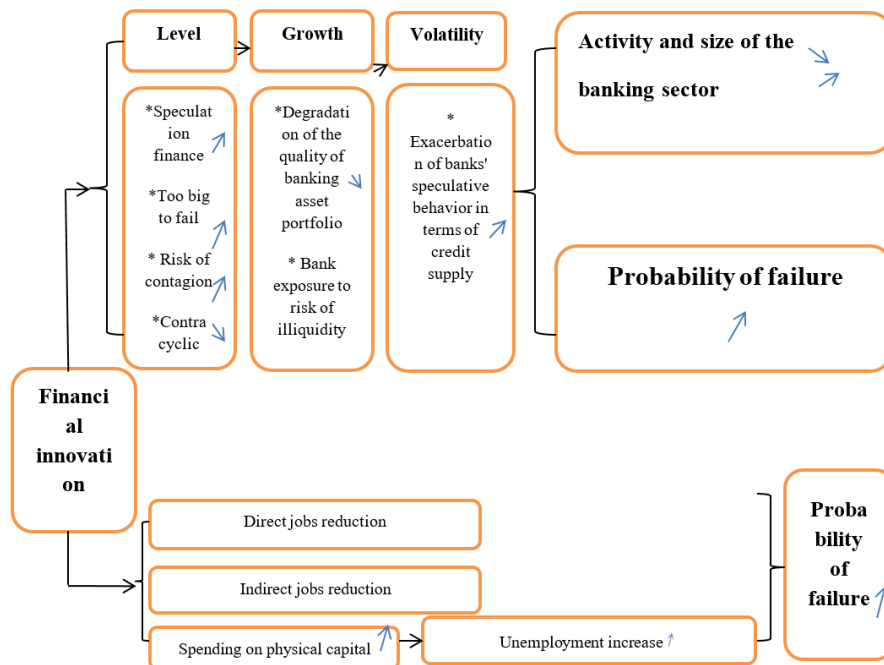 Level
Growth
Volatility
*Speculat
ion
finance
*Too big
to fail
* Risk of
contagion
*Contra
cyclic
*Degradati
on of the
quality of
banking
asset
portfolio
* Bank
exposure to
risk of
illiquidity
*
Exacerbatio
n of banks'
speculative
behavior in
terms of
credit
supply
Activity and size of the
banking sector
Probability of failure
Financi
al
innovati
on
Direct jobs reduction
Indirect jobs reduction
Spending on physical capital
Unemployment increase
Proba
bility
of
failure